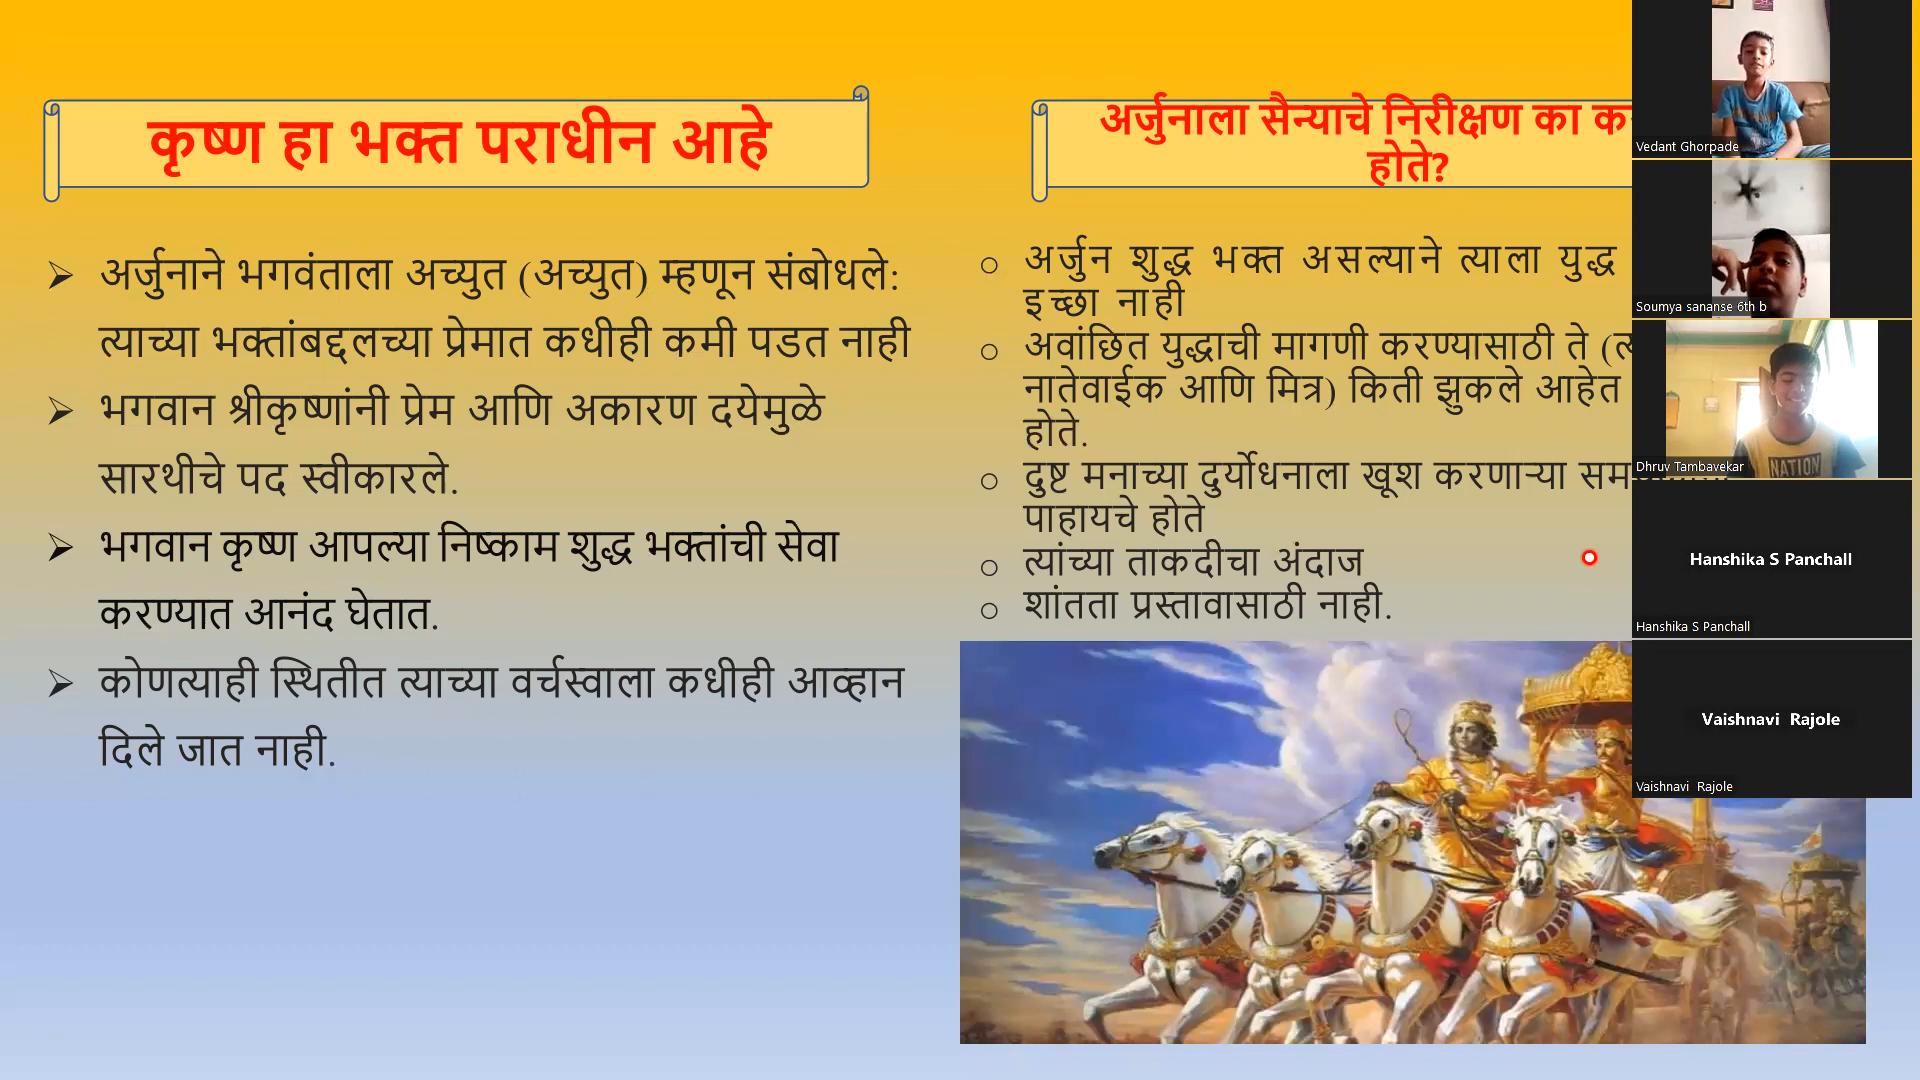 कृष्ण हा भक्त पराधीन आहे
➢ अर्जुनाने भगवंताला अच्युत (अच्युत) म्हणून संबोधले:
त्याच्या भक्तांबद्दलच्या प्रेमात कधीही कमी पडत नाही
➢ भगवान श्रीकृष्णांनी प्रेम आणि अकारण दयेमुळे
सारथीचे पद स्वीकारले.
➢ भगवान कृष्ण आपल्या निष्काम शुद्ध भक्तांची सेवा
करण्यात आनंद घेतात.
➢ कोणत्याही स्थितीत त्याच्या वर्चस्वाला कधीही आव्हान
दिले जात नाही.
अर्जुनाला सैन्याचे निरीक्षण का
होते?
o अर्जुन शुद्ध भक्त असल्याने त्याला युद्ध
इच्छा नाही
o अवांछित युद्धाची मागणी करण्यासाठी ते
नातेवाईक आणि मित्र) किती झुकले आहेत
होते.
o दुष्ट मनाच्या दुर्योधनाला खूश करणाऱ्या
पाहायचे होते
o त्यांच्या ताकदीचा अंदाज
o शांतता प्रस्तावासाठी नाही.
Vedant Ghorpade
Soumya sananse 6th b
NATION
Dhruv Tambavekar
Hanshika S Panchall
Hanshika S Panchall
Vaishnavi Rajole
Vaishnavi Rajole